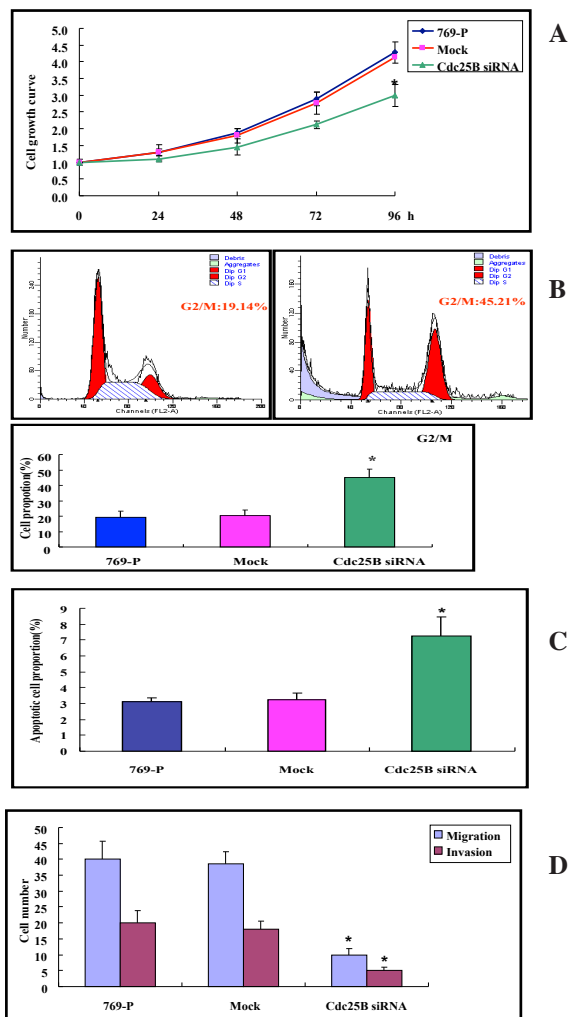 A
769-P
Mock
Cdc25B siRNA
Cell growth curve
5.0
4.5
4.0
3.5
3.0
2.5
2.0
1.5
1.0
0.0
*
0 24 48 72 96 h
B
Debris
Aggregates
Dip G1
Dip G2
Dip S
G2/M:19.14%
Number
Channels (FL2-A)
Debris
Aggregates
Dip G1
Dip G2
Dip S
G2/M:45.21%
Number
Channels (FL2-A)
G2/M
Cell propotion(%)
60
50
40
30
20
10
0
*
769-P Mock Cdc25B siRNA
C
Apoptotic cell proportion(%)
9
8
7
6
5
4
3
2
1
0
*
769-P Mock Cdc25B siRNA
D
Migration
Invasion
Cell number
50
45
40
35
30
25
20
15
10
5
0
* *
769-P Mock Cdc25B siRNA